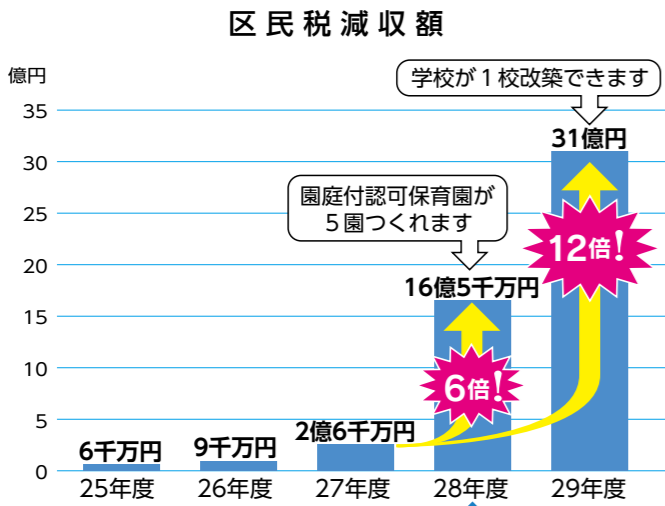 区民税減収額
億円
学校が1校改築できます
35
31億円
30
園庭付認可保育園が
5園つくれます
25
12倍!
20
16億5千万円
15
10
6倍!
5
6千万円
9千万円
2億6千万円
0
25年度
26年度
27年度
28年度
29年度